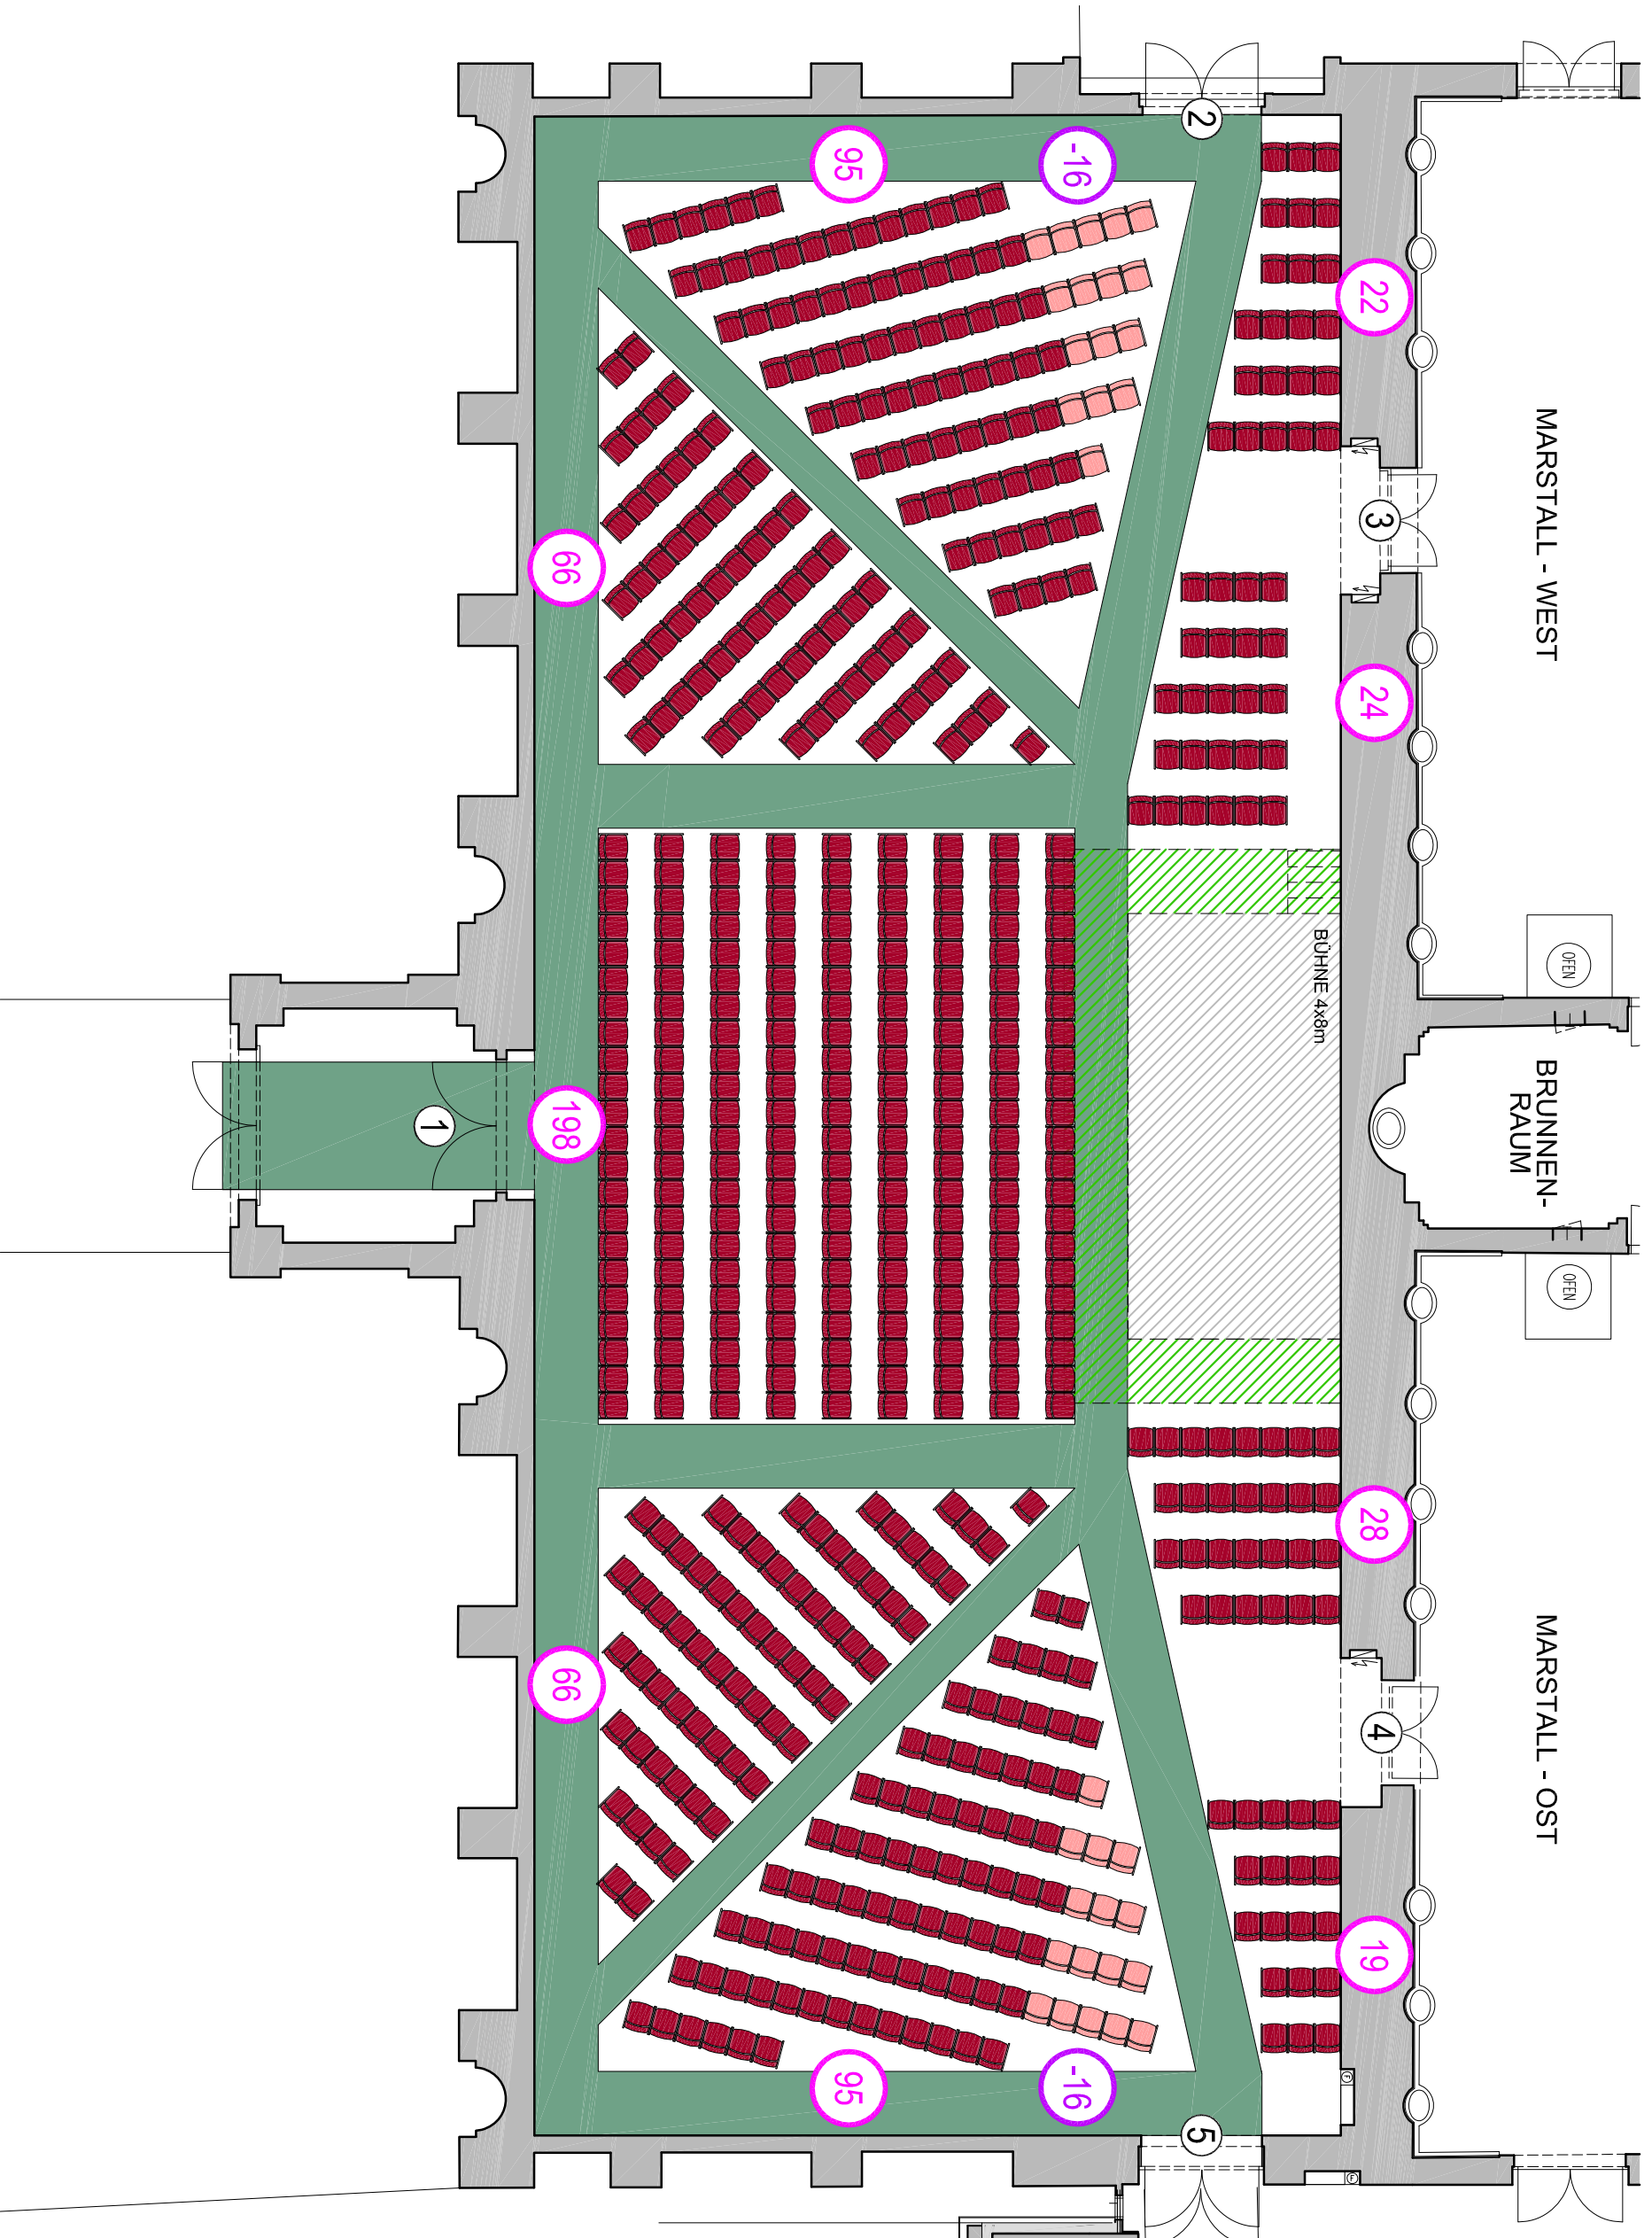 2
95
-16
22
MARSTALL - WEST
3
66
24
BÜHNE 4x8m
OFEN
BRUNNEN-
RAUM
1
198
OFEN
28
MARSTALL - OST
66
4
19
95
-16
5
F
F